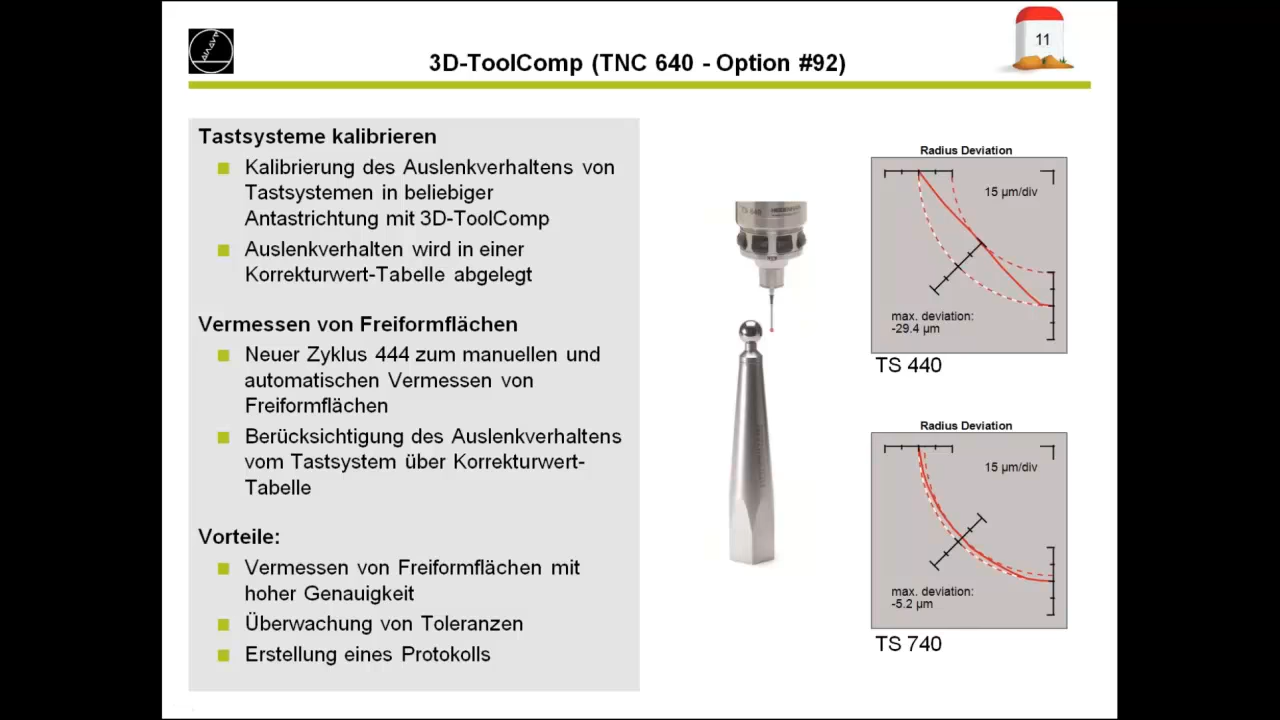 11
3D-ToolComp (TNC 640 - Option #92)
Tastsysteme kalibrieren
Kalibrierung des Auslenkverhaltens von
Tastsystemen in beliebiger
Antastrichtung mit 3D-ToolComp
Auslenkverhalten wird in einer
Korrekturwert-Tabelle abgelegt
Vermessen von Freiformflächen
Neuer Zyklus 444 zum manuellen und
automatischen Vermessen von
Freiformflächen
Berücksichtigung des Auslenkverhaltens
vom Tastsystem über Korrekturwert-
Tabelle
Vorteile:
Vermessen von Freiformflächen mit
hoher Genauigkeit
Überwachung von Toleranzen
Erstellung eines Protokolls
Radius Deviation
15 µm/div
max. deviation:
-29.4 µm
TS 440
Radius Deviation
15 µm/div
max. deviation:
-5.2 µm
TS 740